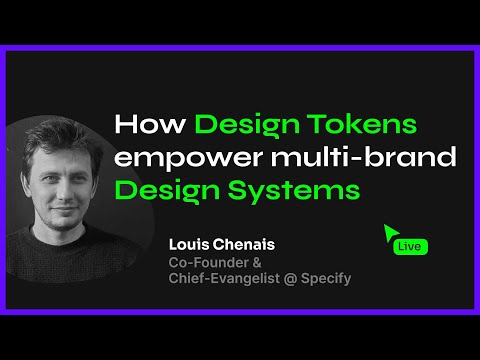 How Design Tokens
empower multi-brand
Design Systems
Louis Chenais
Co-Founder &
Chief-Evangelist @ Specify
Live